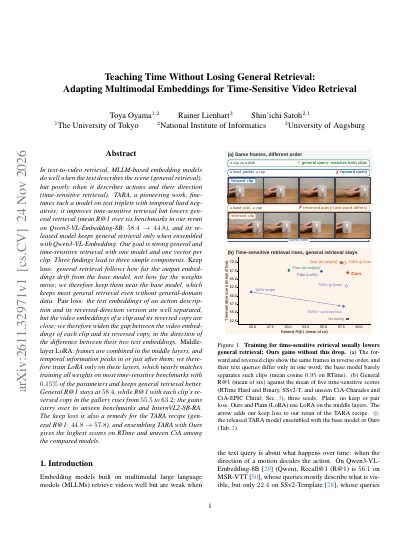 Teaching Time Without Losing General Retrieval:
Adapting Multimodal Embeddings for Time-Sensitive Video Retrieval
Toya Oyama1,2 Rainer Lienhart3 Shin'ichi Satoh2,1
1The University of Tokyo 2National Institute of Informatics 3University of Augsburg
arXiv:2611.32971v1 [cs.CV] 24 Nov 2026
Abstract
In text-to-video retrieval, MLLM-based embedding models
do well when the text describes the scene (general retrieval),
but poorly when it describes actions and their direction
(time-sensitive retrieval). TARA, a pioneering work, fine-
tunes such a model on text triplets with temporal hard neg-
atives; it improves time-sensitive retrieval but lowers gen-
eral retrieval (mean R@1 over six benchmarks in our rerun
on Qwen3-VL-Embedding-8B: 58.4 → 44.8), and its re-
leased model keeps general retrieval only when ensembled
with Qwen3-VL-Embedding. Our goal is strong general and
time-sensitive retrieval with one model and one vector per
clip. Three findings lead to three simple components. Keep
loss: general retrieval follows how far the output embed-
dings drift from the base model, not how far the weights
move; we therefore keep them near the base model, which
keeps most general retrieval even without general-domain
data. Pair loss: the text embeddings of an action description
and its reversed-direction version are well separated,
but the video embeddings of a clip and its reversed copy are
close; we therefore widen the gap between the video embed-
dings of each clip and its reversed copy, in the direction of
the difference between their two text embeddings. Middle-
layer LoRA: frames are combined in the middle layers, and
temporal information peaks in or just after them; we there-
fore train LoRA only on these layers, which nearly matches
training all weights on most time-sensitive benchmarks with
0.15% of the parameters and keeps general retrieval better.
General R@1 stays at 58.4, while R@1 with each clip's re-
versed copy in the gallery rises from 55.5 to 63.2; the gains
carry over to unseen benchmarks and InternVL2-5B-RA.
The keep loss is also a remedy for the TARA recipe (gen-
eral R@1: 44.8 → 57.8), and ensembling TARA with Ours
gives the highest scores on RTime and unseen CiA among
the compared models.
1. Introduction
Embedding models built on multimodal large language
models (MLLMs) retrieve videos well but are weak when
(a) Same frames, different order
general query: matches both clips
forward query
forward clip
reversed query (one word differs)
reversed clip
(b) Time-sensitive retrieval rises, general retrieval stays
Ours
Plain (LoRA)
TARA recipe
Figure 1. Training for time-sensitive retrieval usually lowers
general retrieval; Ours gains without this drop. (a) The for-
ward and reversed clips show the same frames in reverse order, and
their text queries differ only in one word; the base model barely
separates such clips (mean cosine 0.95 on RTime). (b) General
R@1 (mean of six) against the mean of five time-sensitive scores
(RTime Hard and Binary, SSv2-T, and unseen CiA-Charades and
CiA-EPIC Chiral; Sec. 3), three seeds. Plain: no keep or pair
loss. Ours and Plain (LoRA) use LoRA on the middle layers. The
arrow adds our keep loss to our rerun of the TARA recipe. ⊕:
the released TARA model ensembled with the base model or Ours
(Tab. 2).
the text query is about what happens over time: when the
direction of a motion decides the action. On Qwen3-VL-
Embedding-8B [29] (Qwen), Recall@1 (R@1) is 56.1 on
MSR-VTT [50], whose queries mostly describe what is vis-
ible, but only 22.4 on SSv2-Template [28], whose queries
1